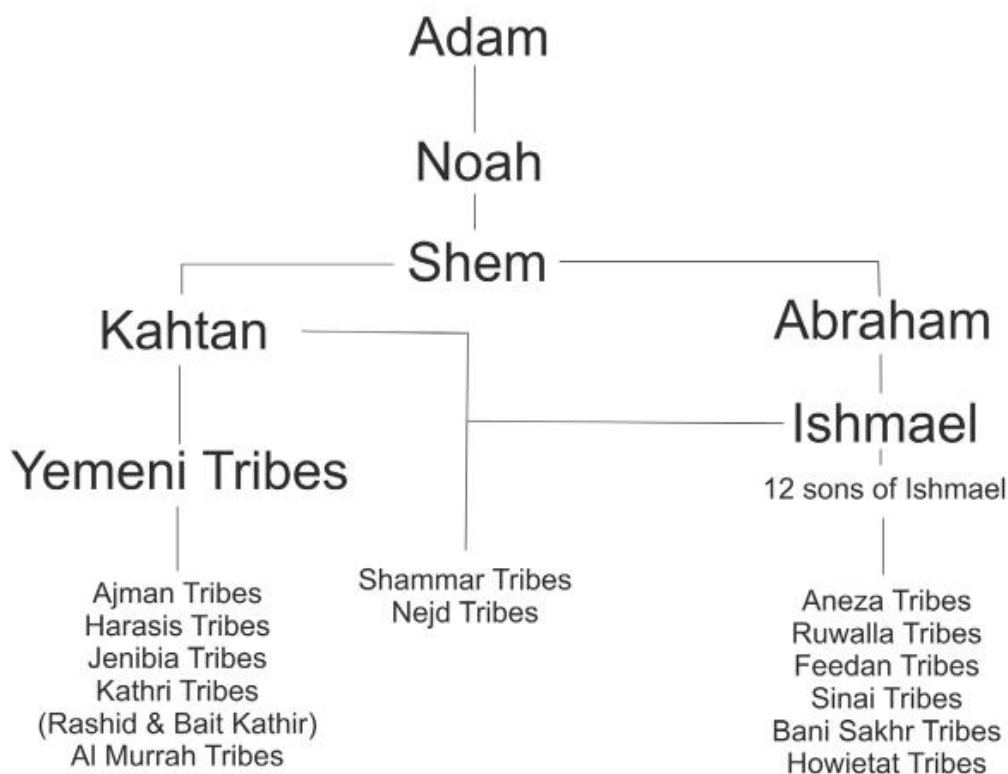 Adam
Noah
Shem
Kahtan
Abraham
Ishmael
Yemeni Tribes
12 sons of Ishmael
Ajman Tribes
Harasis Tribes
Jenibia Tribes
Kathri Tribes
(Rashid & Bait Kathir)
Al Murrah Tribes
Shammar Tribes
Nejd Tribes
Aneza Tribes
Ruwalla Tribes
Feedan Tribes
Sinai Tribes
Bani Sakhr Tribes
Howietat Tribes